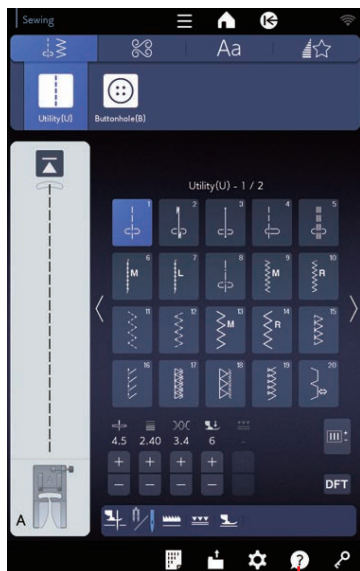 Sewing
Aa
Utility(U) Buttonhole(B)
Utility(U) - 1 / 2
1 2 3 4 5
6 M 7 L 8 9 M 10 R
11 12 13 M 14 R 15
16 17 18 19 20
4.5 2.40 3.4 6 -
+ + + +
− − − −
DFT
A
?